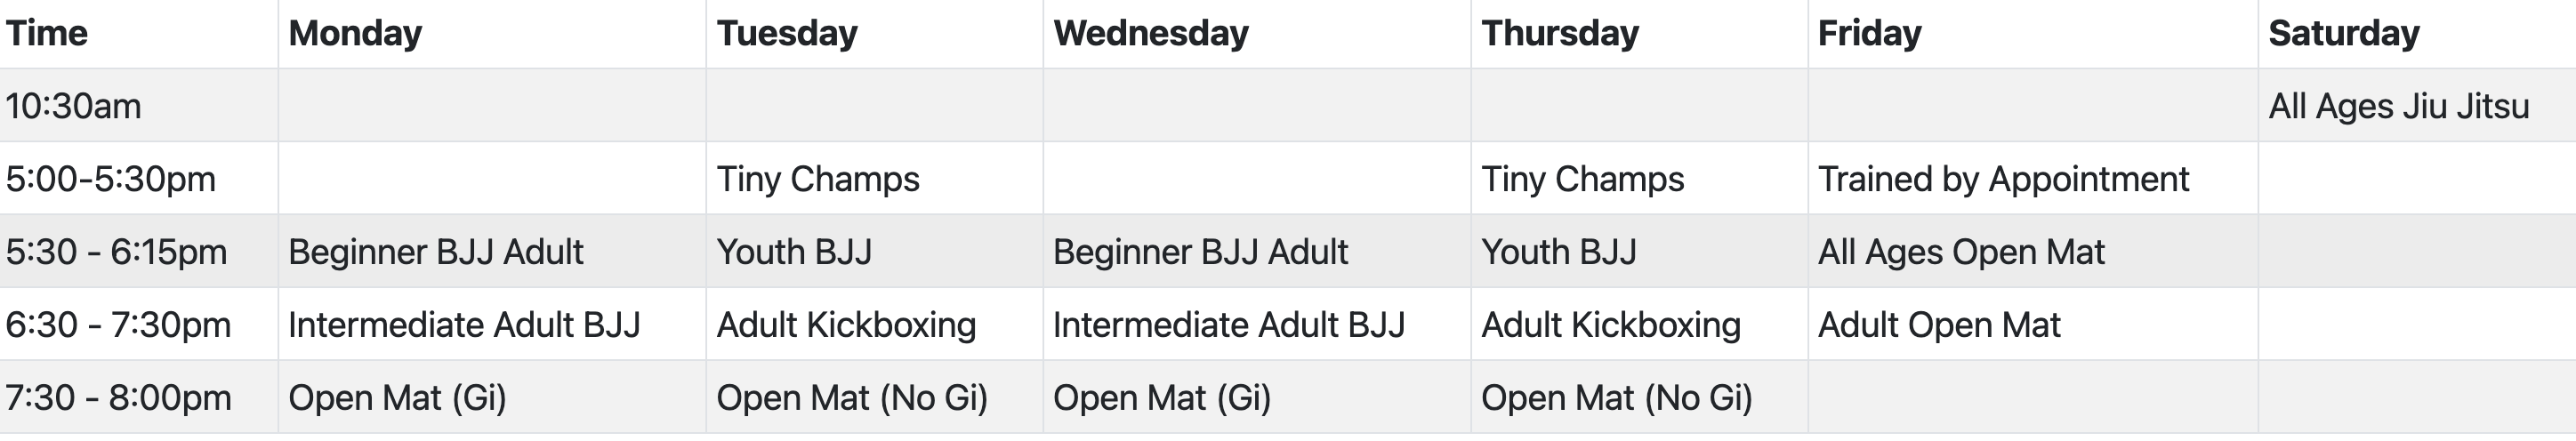 Time Monday Tuesday Wednesday Thursday Friday Saturday
10:30am All Ages Jiu Jitsu
5:00-5:30pm Tiny Champs Tiny Champs Trained by Appointment
5:30 - 6:15pm Beginner BJJ Adult Youth BJJ Beginner BJJ Adult Youth BJJ All Ages Open Mat
6:30 - 7:30pm Intermediate Adult BJJ Adult Kickboxing Intermediate Adult BJJ Adult Kickboxing Adult Open Mat
7:30 - 8:00pm Open Mat (Gi) Open Mat (No Gi) Open Mat (Gi) Open Mat (No Gi)